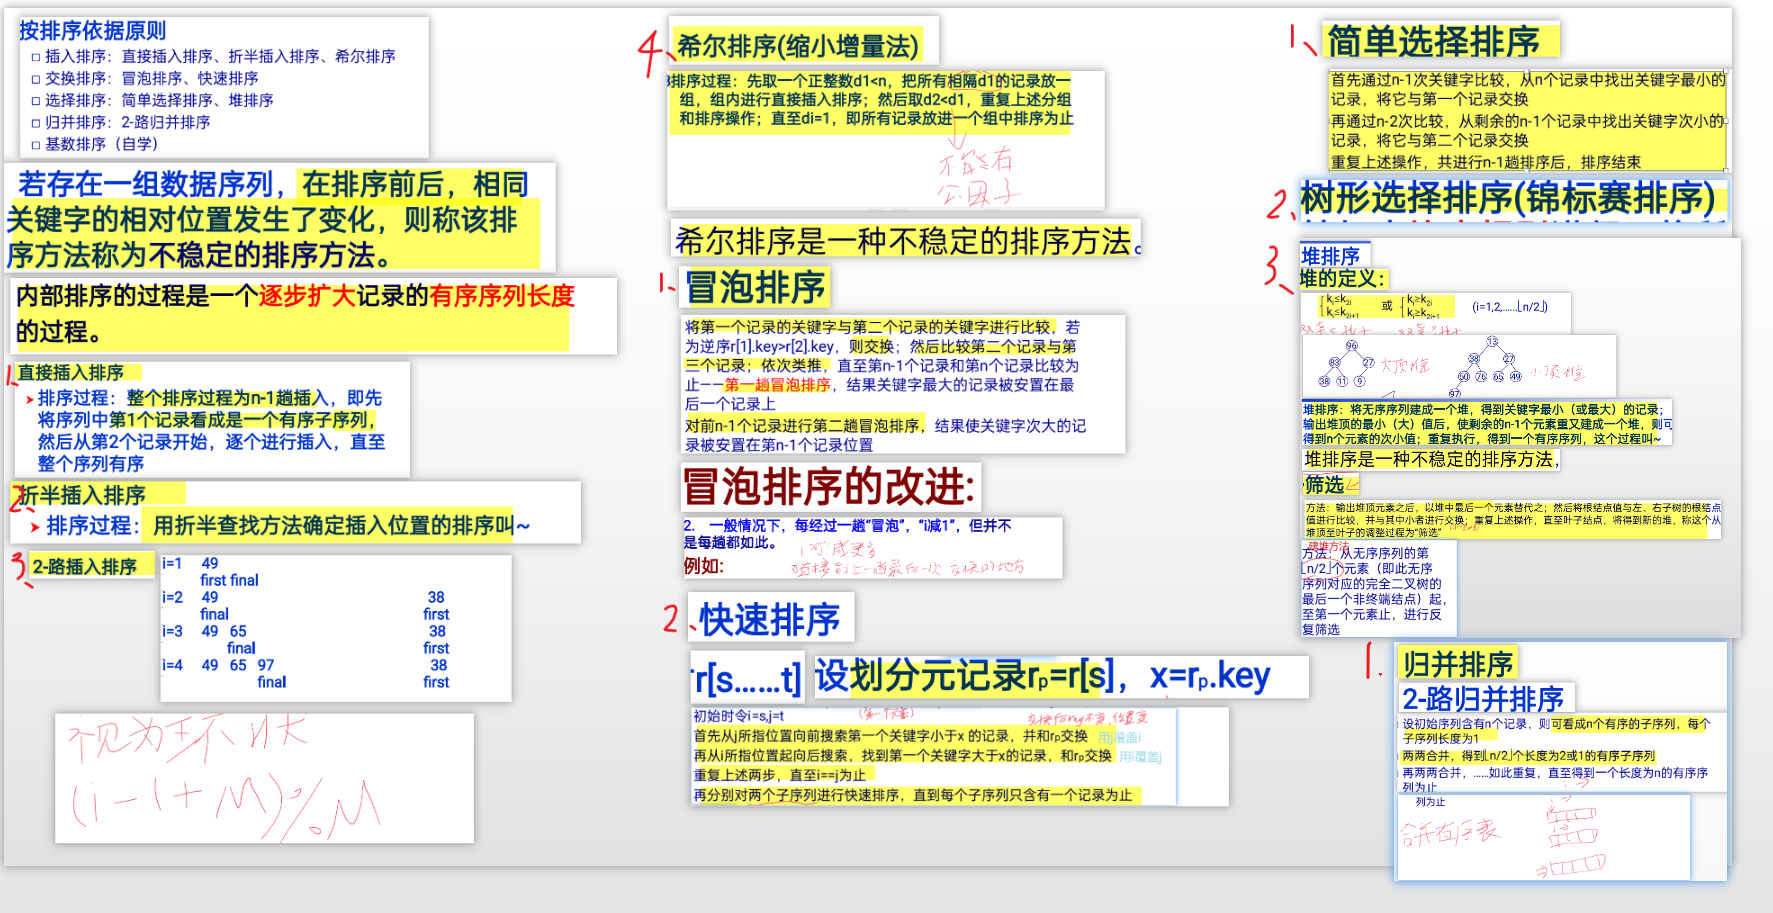 按排序依据原则
插入排序：直接插入排序、折半插入排序、希尔排序
交换排序：冒泡排序、快速排序
选择排序：简单选择排序、堆排序
归并排序：2-路归并排序
基数排序（自学）
若存在一组数据序列，在排序前后，相同
关键字的相对位置发生了变化，则称该排
序方法称为不稳定的排序方法。
内部排序的过程是一个逐步扩大记录的有序序列长度
的过程。
1、直接插入排序
排序过程：整个排序过程为n-1趟插入，即先
将序列中第1个记录看成是一个有序子序列，
然后从第2个记录开始，逐个进行插入，直至
整个序列有序
2、折半插入排序
排序过程：用折半查找方法确定插入位置的排序叫~
3、2-路插入排序
i=1 49
first final
i=2 49 38
final first
i=3 49 65 38
final first
i=4 49 65 97 38
final first
视为环状
(i-1+M)%M
4、希尔排序(缩小增量法)
排序过程：先取一个正整数d1<n，把所有相隔d1的记录放一
组，组内进行直接插入排序；然后取d2<d1，重复上述分组
和排序操作；直至di=1，即所有记录放进一个组中排序为止
不能有
公因子
希尔排序是一种不稳定的排序方法。
1、冒泡排序
将第一个记录的关键字与第二个记录的关键字进行比较，若
为逆序r[1].key>r[2].key，则交换；然后比较第二个记录与第
三个记录；依次类推，直至第n-1个记录和第n个记录比较为
止——第一趟冒泡排序，结果关键字最大的记录被安置在最
后一个记录上
对前n-1个记录进行第二趟冒泡排序，结果使关键字次大的记
录被安置在第n-1个记录位置
冒泡排序的改进:
2. 一般情况下，每经过一趟“冒泡”，“i减1”，但并不
是每趟都如此。
i可减更多
例如:
直接到上一趟最后一次交换的地方
2、快速排序
r[s……t]
设划分元记录rp=r[s]，x=rp.key
初始时令i=s,j=t
(第一个元素)
交换后key不变,位置变
首先从j所指位置向前搜索第一个关键字小于x 的记录，并和rp交换 用j覆盖i
再从i所指位置起向后搜索，找到第一个关键字大于x的记录，和rp交换 用i覆盖j
重复上述两步，直至i==j为止
再分别对两个子序列进行快速排序，直到每个子序列只含有一个记录为止
1、简单选择排序
首先通过n-1次关键字比较，从n个记录中找出关键字最小的
记录，将它与第一个记录交换
再通过n-2次比较，从剩余的n-1个记录中找出关键字次小的
记录，将它与第二个记录交换
重复上述操作，共进行n-1趟排序后，排序结束
2、树形选择排序(锦标赛排序)
3、堆排序
堆的定义:
ki≤k2i 或 ki≥k2i (i=1,2,……⌊n/2⌋)
ki≤k2i+1 ki≥k2i+1
双亲≤孩子 双亲≥孩子
96
83 27
38 11 9
大顶堆
13
38 27
50 76 65 49
97
小顶堆
堆排序：将无序序列建成一个堆，得到关键字最小（或最大）的记录；
输出堆顶的最小（大）值后，使剩余的n-1个元素重又建成一个堆，则可
得到n个元素的次小值；重复执行，得到一个有序序列，这个过程叫~
堆排序是一种不稳定的排序方法，
筛选
方法：输出堆顶元素之后，以堆中最后一个元素替代之；然后将根结点值与左、右子树的根结点
值进行比较，并与其中小者进行交换；重复上述操作，直至叶子结点，将得到新的堆，称这个从
堆顶至叶子的调整过程为“筛选”
建堆方法
方法：从无序序列的第
⌊n/2⌋个元素（即此无序
序列对应的完全二叉树的
最后一个非终端结点）起，
至第一个元素止，进行反
复筛选
1. 归并排序
2-路归并排序
设初始序列含有n个记录，则可看成n个有序的子序列，每个
子序列长度为1
两两合并，得到⌊n/2⌋个长度为2或1的有序子序列
再两两合并，……如此重复，直至得到一个长度为n的有序序
列为止
列为止
合并有序表